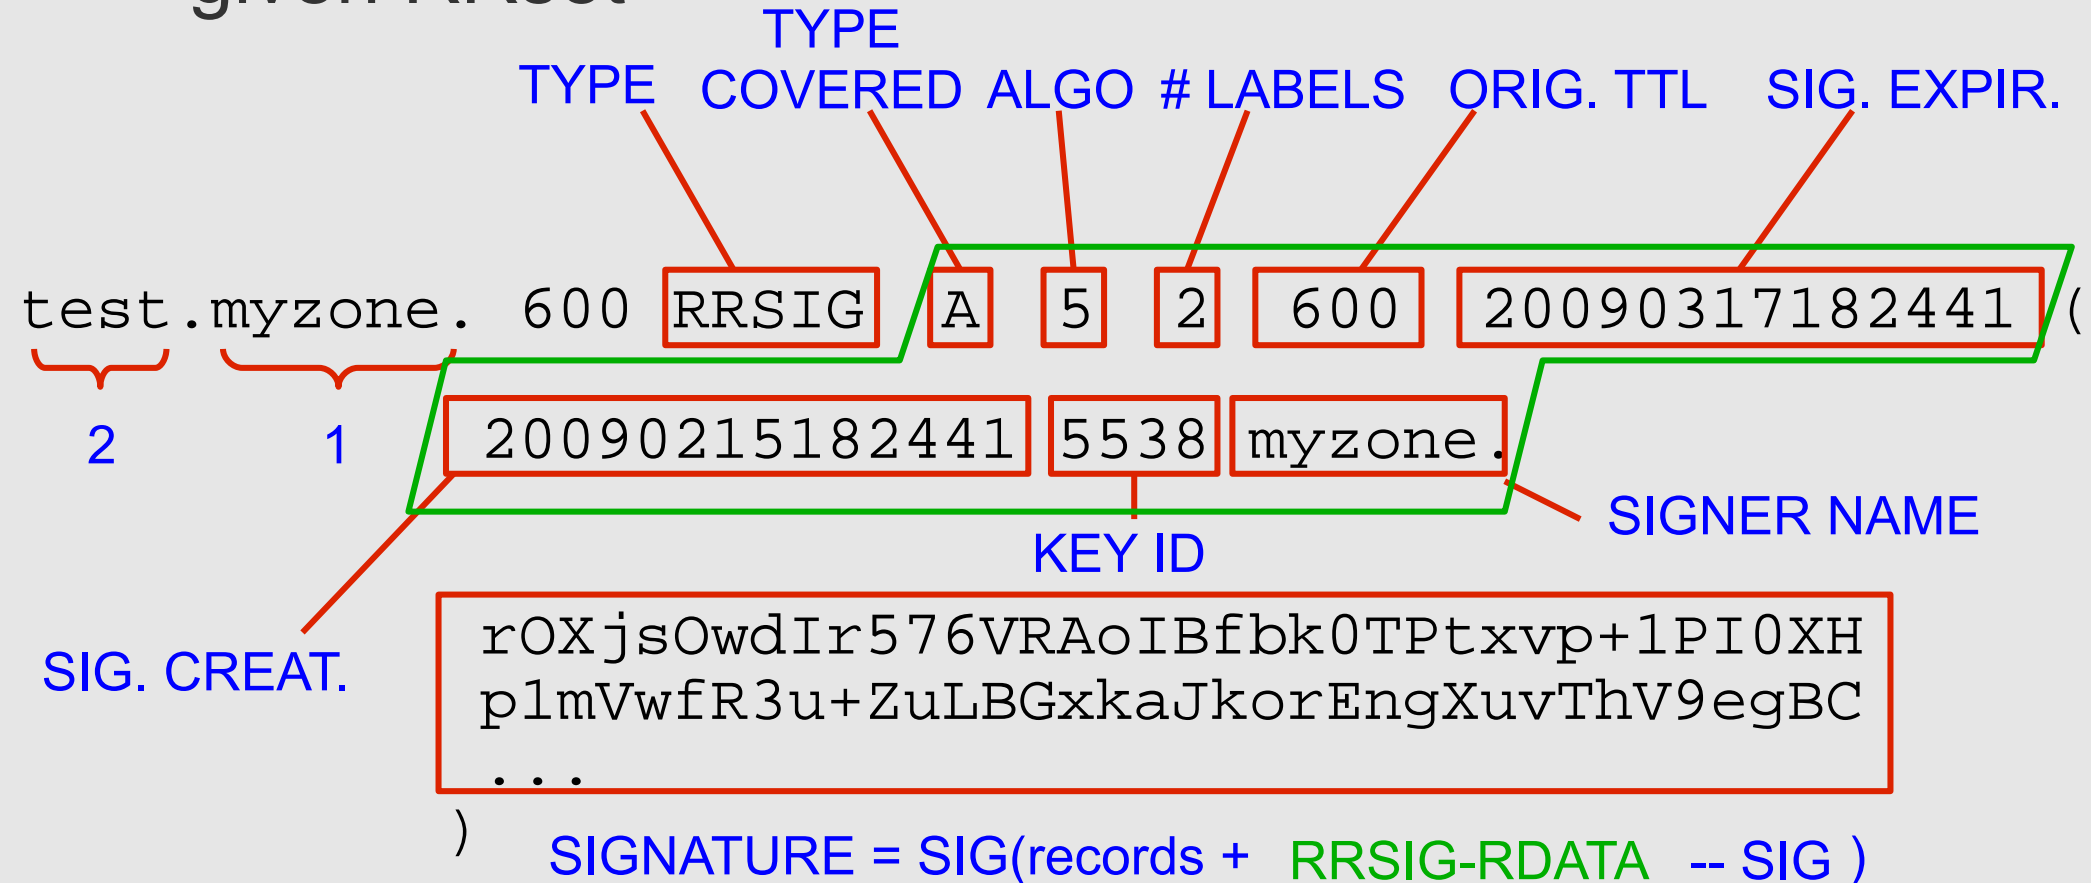 given RRset
TYPE
TYPE COVERED ALGO # LABELS ORIG. TTL SIG. EXPIR.
test.myzone. 600 RRSIG A 5 2 600 20090317182441 (
2 1 20090215182441 5538 myzone.
SIGNER NAME
KEY ID
SIG. CREAT.
rOXjsOwdIr576VRAoIBfbk0TPtxvp+1PI0XH
p1mVwfR3u+ZuLBGxkaJkorEngXuvThV9egBC
...
)
SIGNATURE = SIG(records + RRSIG-RDATA -- SIG )